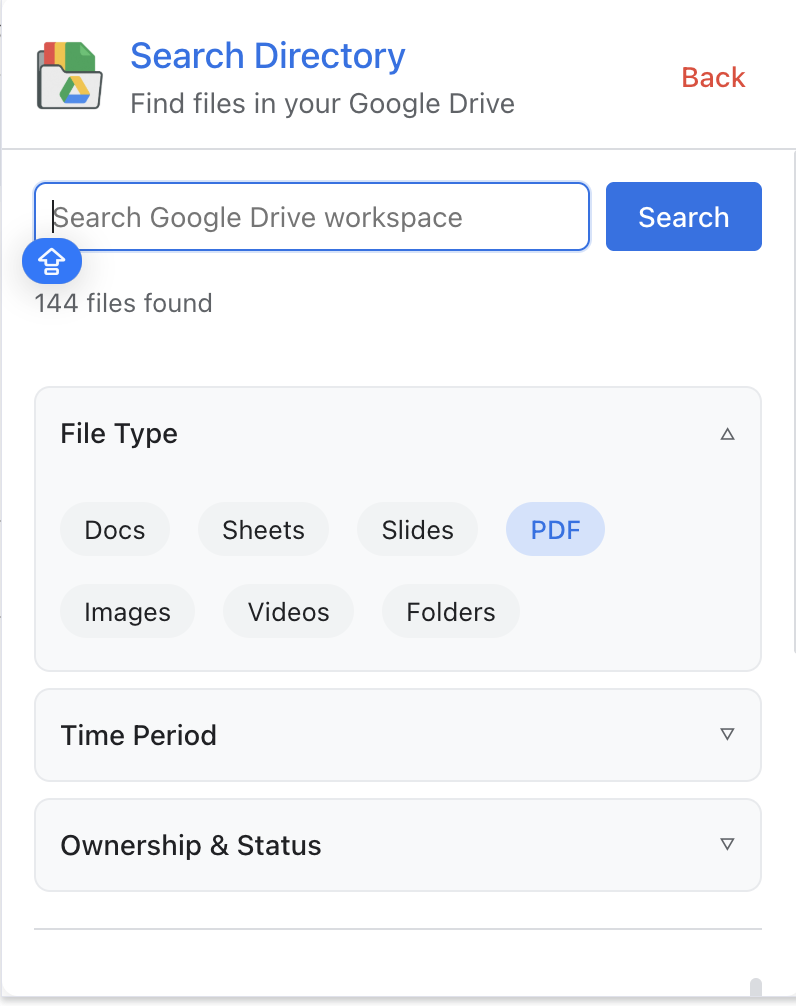 Search Directory
Find files in your Google Drive
Back
Search Google Drive workspace
Search
144 files found
File Type
Docs Sheets Slides PDF
Images Videos Folders
Time Period
Ownership & Status